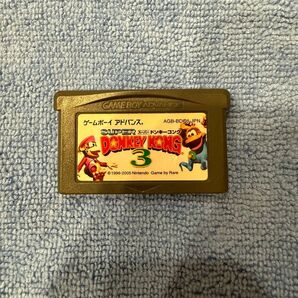 GAME BOY ADVANCE
ゲームボーイ アドバンス AGB-BDQJ-JPN
SUPER スーパードンキーコング
DONKEY KONG
3
©1996-2005 Nintendo Game by Rare